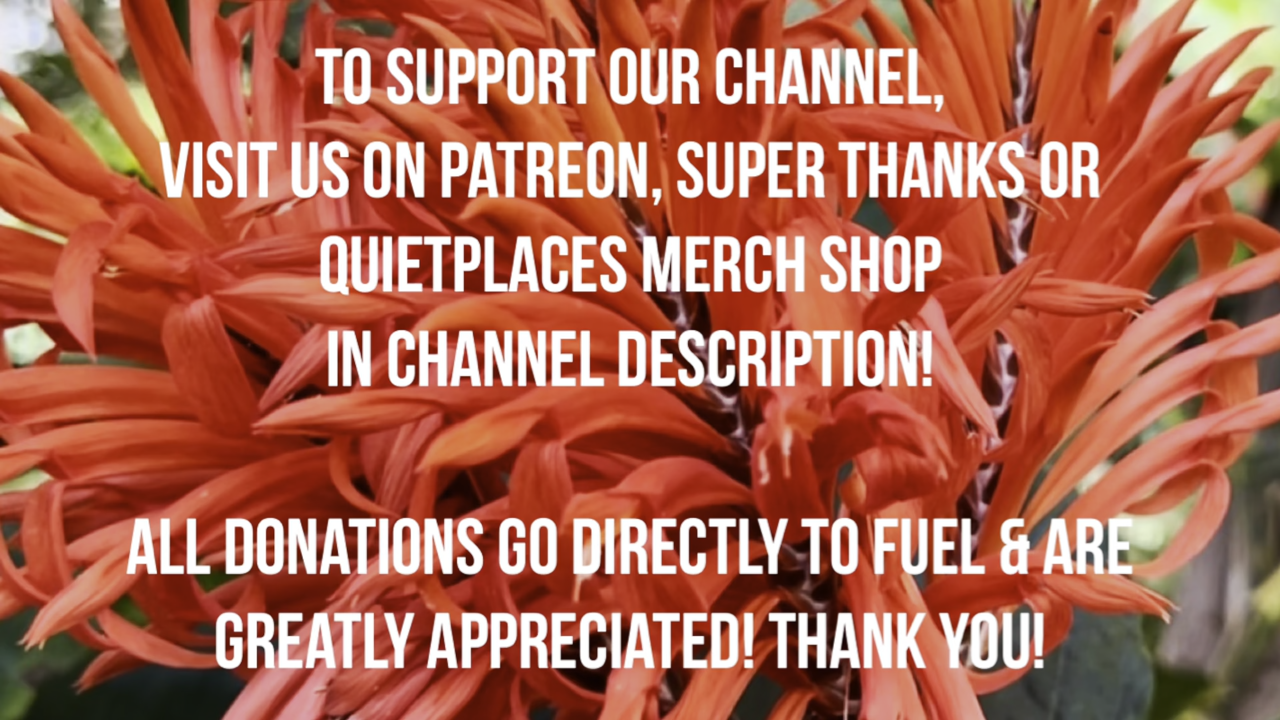 TO SUPPORT OUR CHANNEL,
VISIT US ON PATREON, SUPER THANKS OR
QUIETPLACES MERCH SHOP
IN CHANNEL DESCRIPTION!
ALL DONATIONS GO DIRECTLY TO FUEL & ARE
GREATLY APPRECIATED! THANK YOU!